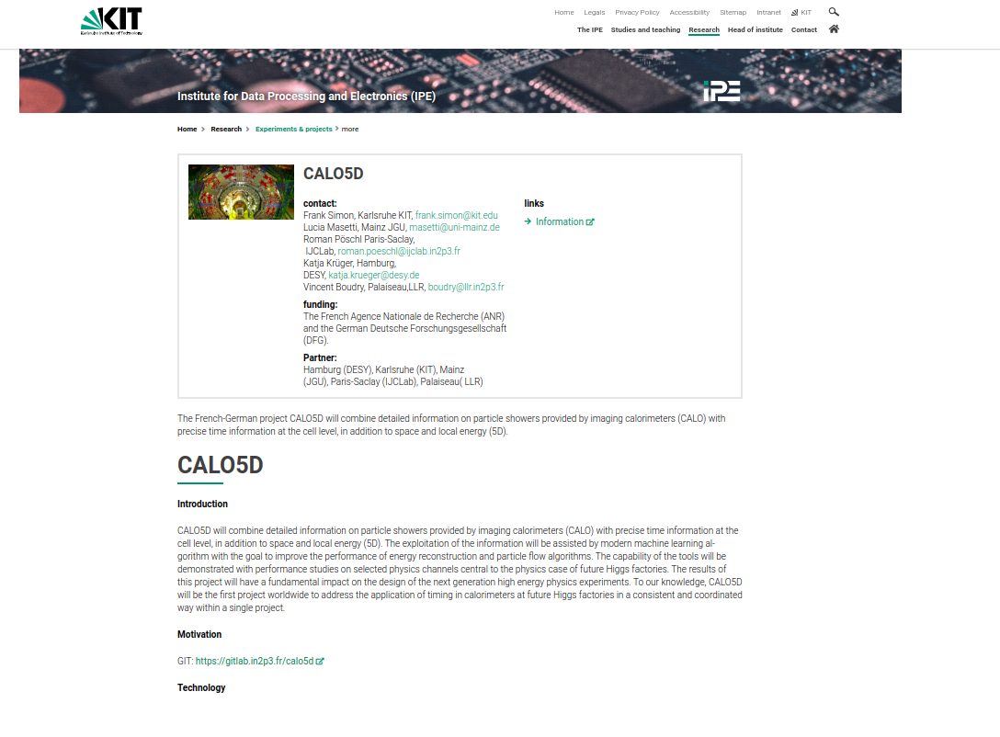 KIT
Karlsruhe Institute of Technology
Home Legals Privacy Policy Accessibility Sitemap Intranet KIT
The IPE Studies and teaching Research Head of institute Contact
Institute for Data Processing and Electronics (IPE)
IPE
Home > Research > Experiments & projects > more
CALO5D
contact:
Frank Simon, Karlsruhe KIT, frank.simon@kit.edu
Lucia Masetti, Mainz JGU, masetti@uni-mainz.de
Roman Pöschl Paris-Saclay,
IJCLab, roman.poeschl@ijclab.in2p3.fr
Katja Krüger, Hamburg,
DESY, katja.krueger@desy.de
Vincent Boudry, Palaiseau,LLR, boudry@llr.in2p3.fr
funding:
The French Agence Nationale de Recherche (ANR)
and the German Deutsche Forschungsgesellschaft
(DFG).
Partner:
Hamburg (DESY), Karlsruhe (KIT), Mainz
(JGU), Paris-Saclay (IJCLab), Palaiseau( LLR)
links
Information
The French-German project CALO5D will combine detailed information on particle showers provided by imaging calorimeters (CALO) with
precise time information at the cell level, in addition to space and local energy (5D).
CALO5D
Introduction
CALO5D will combine detailed information on particle showers provided by imaging calorimeters (CALO) with precise time information at the
cell level, in addition to space and local energy (5D). The exploitation of the information will be assisted by modern machine learning al-
gorithm with the goal to improve the performance of energy reconstruction and particle flow algorithms. The capability of the tools will be
demonstrated with performance studies on selected physics channels central to the physics case of future Higgs factories. The results of
this project will have a fundamental impact on the design of the next generation high energy physics experiments. To our knowledge, CALO5D
will be the first project worldwide to address the application of timing in calorimeters at future Higgs factories in a consistent and coordinated
way within a single project.
Motivation
GIT: https://gitlab.in2p3.fr/calo5d
Technology